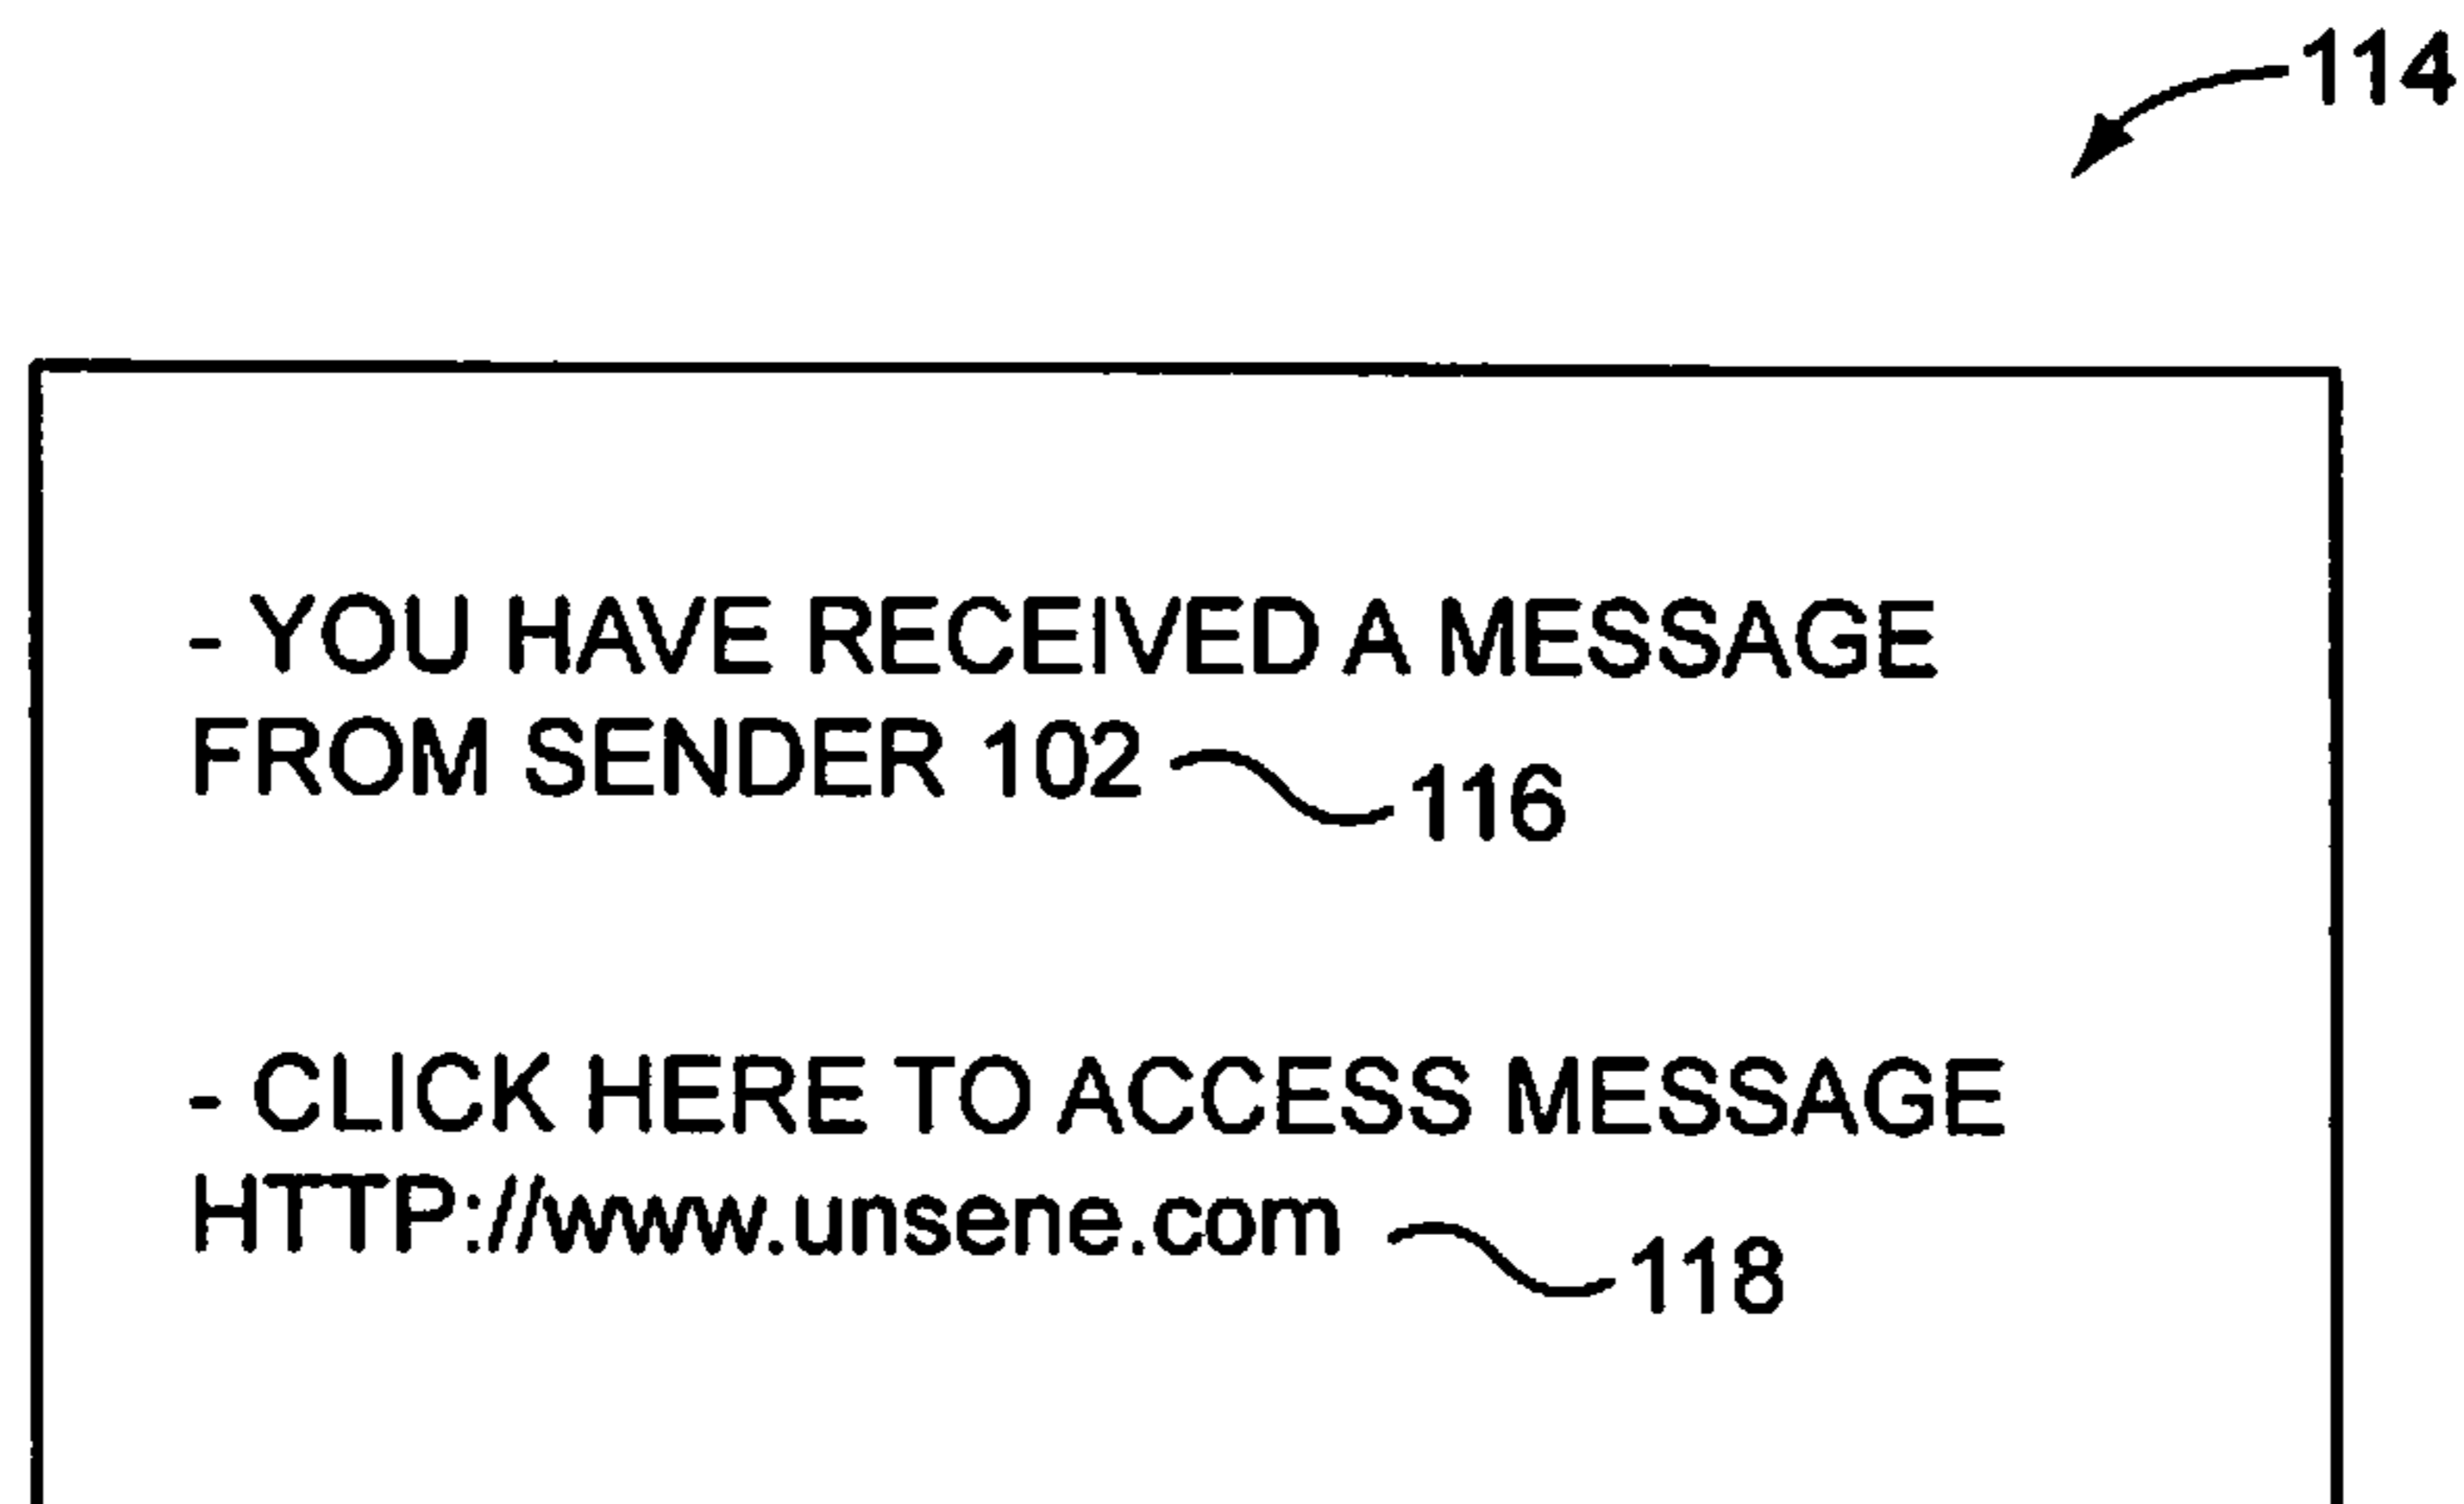 114
- YOU HAVE RECEIVED A MESSAGE
FROM SENDER 102
116
- CLICK HERE TO ACCESS MESSAGE
HTTP://www.unsene.com
118